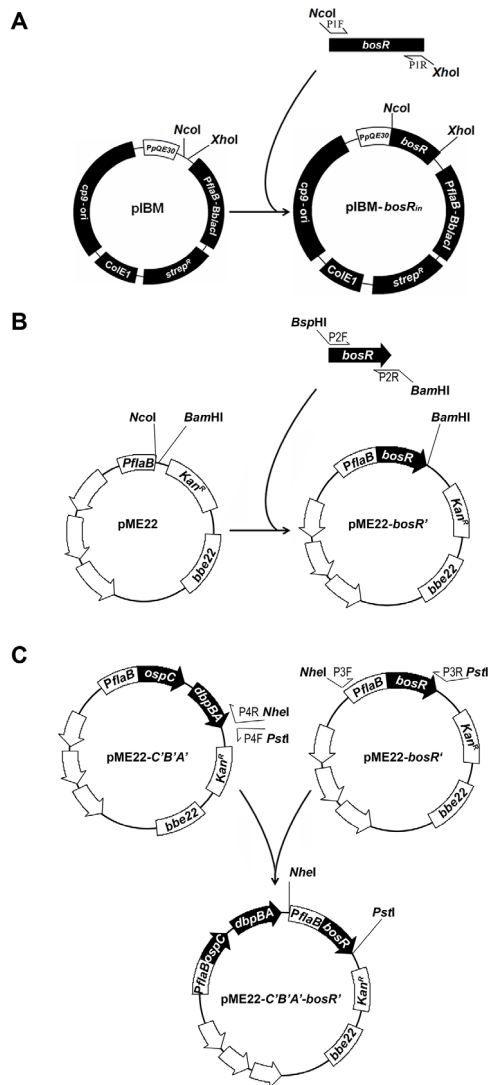 A
NcoI
P1F
bosR
P1R
XhoI
NcoI
XhoI
PpQE30
cp9-ori
pIBM
PflaB-BblacI
ColE1
strepR
NcoI
XhoI
PpQE30
bosR
cp9-ori
pIBM-bosRin
PflaB-BblacI
ColE1
strepR
B
BspHI
P2F
bosR
P2R
BamHI
NcoI
BamHI
PflaB
KanR
pME22
bbe22
BamHI
PflaB bosR
KanR
pME22-bosR'
bbe22
C
PflaB ospC
dbpBA
P4R NheI
P4F PstI
pME22-C'B'A'
KanR
bbe22
NheI P3F
P3R PstI
PflaB bosR
pME22-bosR'
KanR
bbe22
NheI
dbpBA
PflaB
bosR
PstI
PflaB ospC
pME22-C'B'A'-bosR'
KanR
bbe22